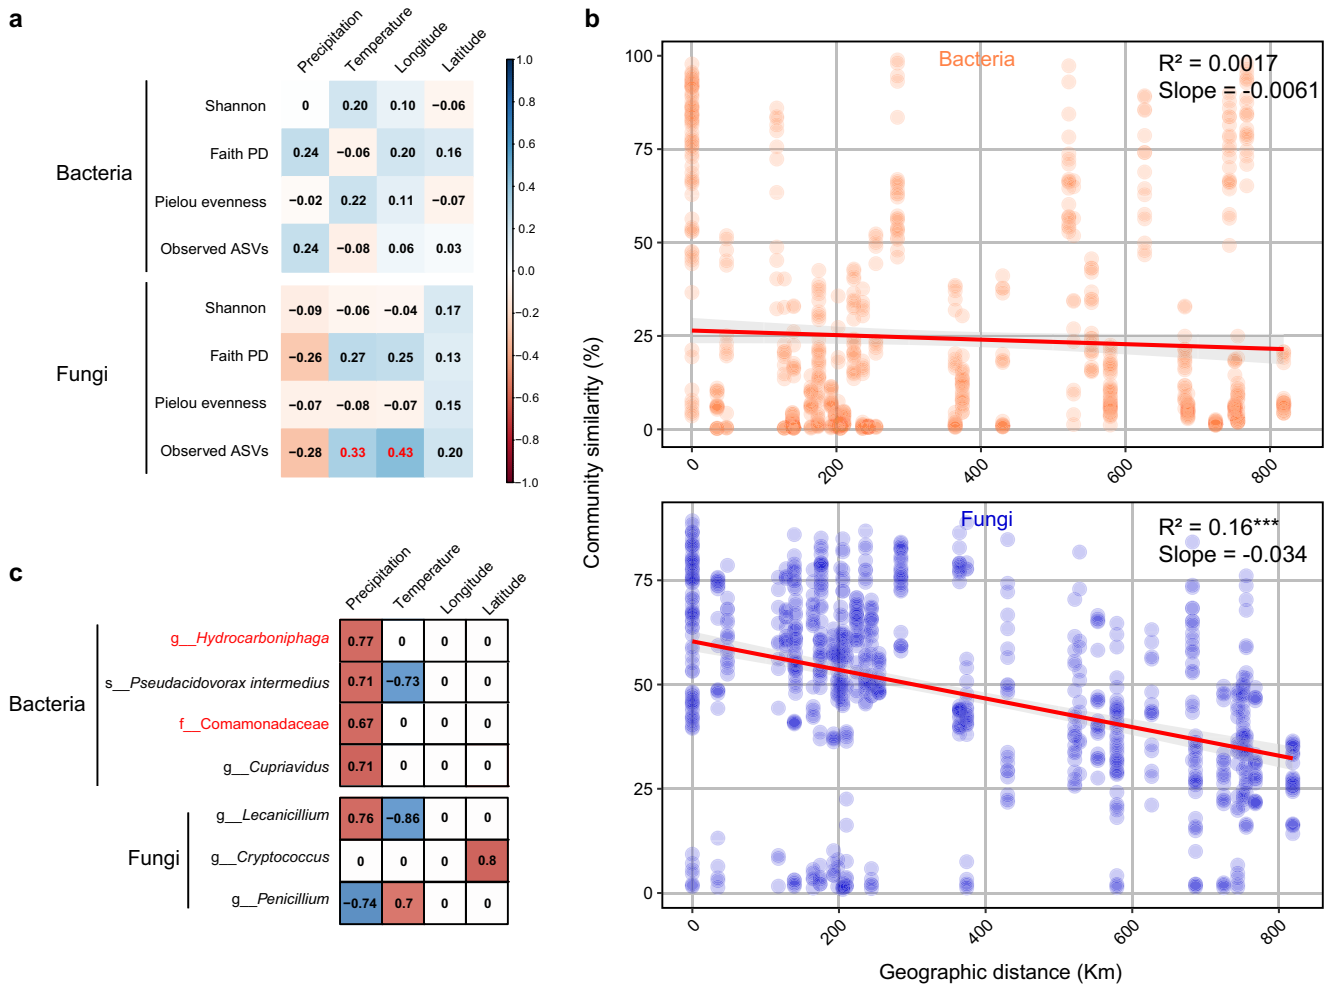 a
Precipitation
Temperature
Longitude
Latitude
Bacteria
Shannon 0 0.20 0.10 −0.06
Faith PD 0.24 −0.06 0.20 0.16
Pielou evenness −0.02 0.22 0.11 −0.07
Observed ASVs 0.24 −0.08 0.06 0.03
Fungi
Shannon −0.09 −0.06 −0.04 0.17
Faith PD −0.26 0.27 0.25 0.13
Pielou evenness −0.07 −0.08 −0.07 0.15
Observed ASVs −0.28 0.33 0.43 0.20
1.0
0.8
0.6
0.4
0.2
0.0
−0.2
−0.4
−0.6
−0.8
−1.0
b
Bacteria
R² = 0.0017
Slope = -0.0061
100
75
50
25
0
0 200 400 600 800
Community similarity (%)
Fungi
R² = 0.16***
Slope = -0.034
75
50
25
0
0 200 400 600 800
Geographic distance (Km)
c
Precipitation
Temperature
Longitude
Latitude
Bacteria
g__Hydrocarboniphaga 0.77 0 0 0
s__Pseudacidovorax intermedius 0.71 −0.73 0 0
f__Comamonadaceae 0.67 0 0 0
g__Cupriavidus 0.71 0 0 0
Fungi
g__Lecanicillium 0.76 −0.86 0 0
g__Cryptococcus 0 0 0 0.8
g__Penicillium −0.74 0.7 0 0